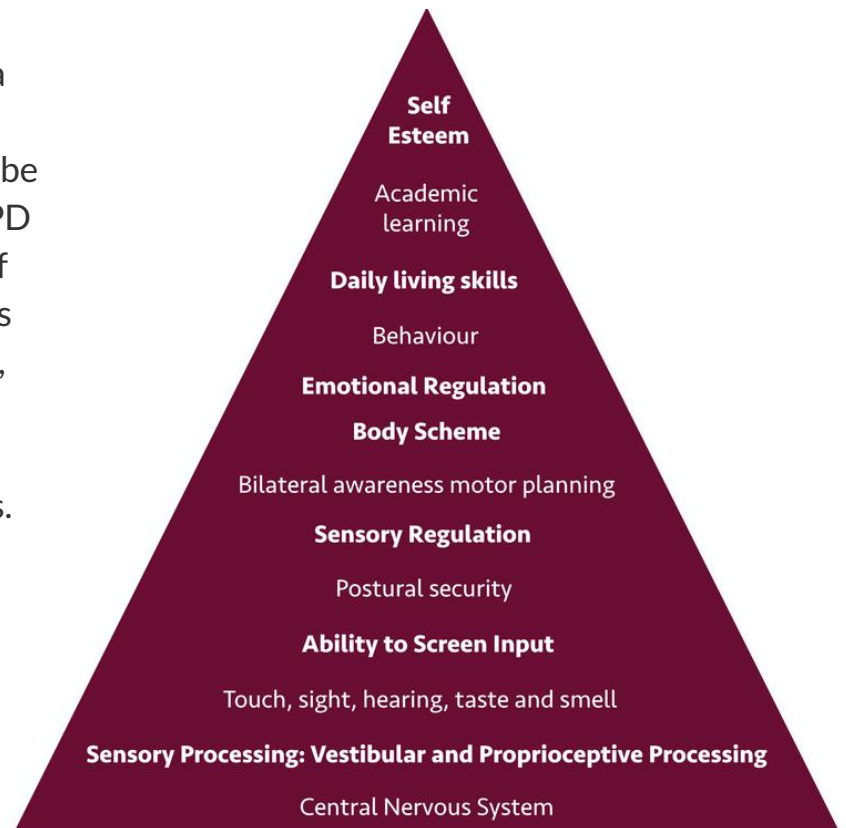 a
be
PD
f
s
,
s.
Self
Esteem
Academic
learning
Daily living skills
Behaviour
Emotional Regulation
Body Scheme
Bilateral awareness motor planning
Sensory Regulation
Postural security
Ability to Screen Input
Touch, sight, hearing, taste and smell
Sensory Processing: Vestibular and Proprioceptive Processing
Central Nervous System